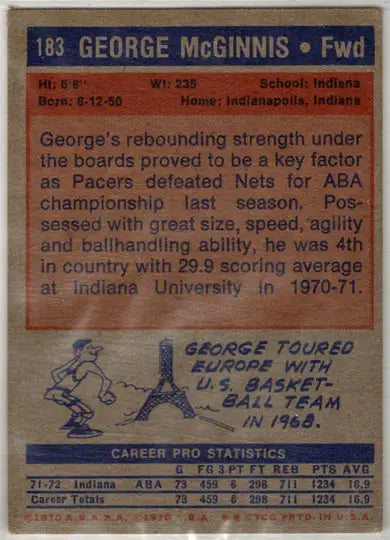 183 GEORGE McGINNIS • Fwd
Ht: 6'8" Wt: 235 School: Indiana
Born: 8-12-50 Home: Indianapolis, Indiana
George's rebounding strength under
the boards proved to be a key factor
as Pacers defeated Nets for ABA
championship last season. Pos-
sessed with great size, speed, agility
and ballhandling ability, he was 4th
in country with 29.9 scoring average
at Indiana University in 1970-71.
GEORGE TOURED
EUROPE WITH
U.S. BASKET-
BALL TEAM
IN 1968.
CAREER PRO STATISTICS
G FG 3PT FT REB PTS AVG
71-72 Indiana ABA 73 459 6 298 711 1234 16.9
Career Totals 73 459 6 298 711 1234 16.9
©1970 A.B.A.P.A. ©1970 A.B.A. ★ ©TCG PRTD. IN U.S.A.